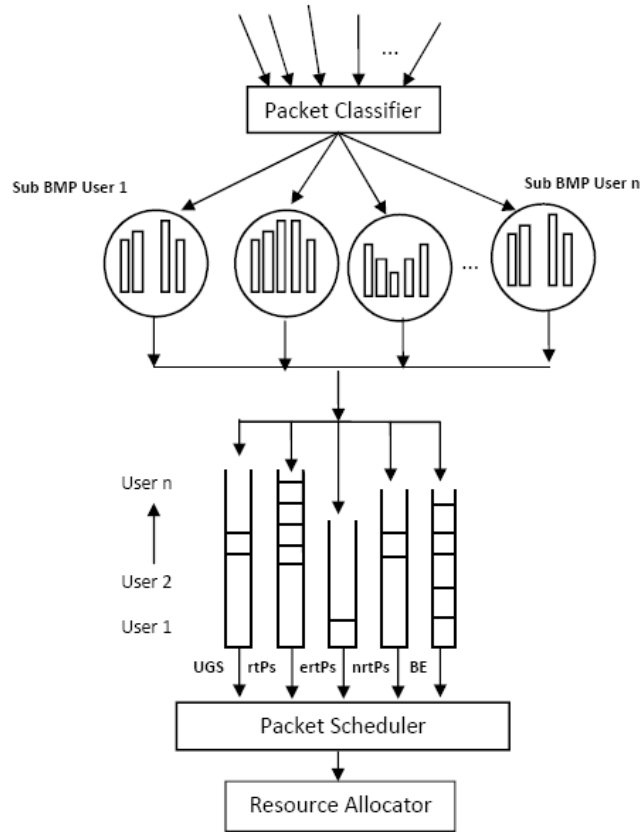 ...
Packet Classifier
Sub BMP User 1
Sub BMP User n
...
User n
User 2
User 1
UGS rtPs ertPs nrtPs BE
Packet Scheduler
Resource Allocator